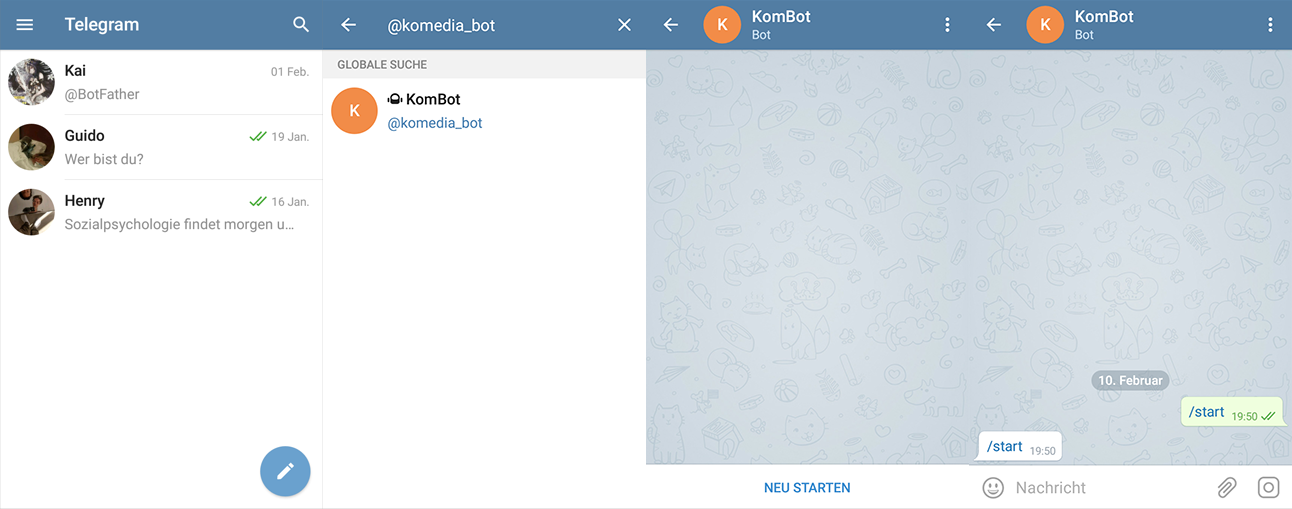 Telegram
Kai
01 Feb.
@BotFather
Guido
19 Jan.
Wer bist du?
Henry
16 Jan.
Sozialpsychologie findet morgen u…
@komedia_bot
GLOBALE SUCHE
K
KomBot
@komedia_bot
K
KomBot
Bot
NEU STARTEN
K
KomBot
Bot
10. Februar
/start 19:50
/start 19:50
Nachricht